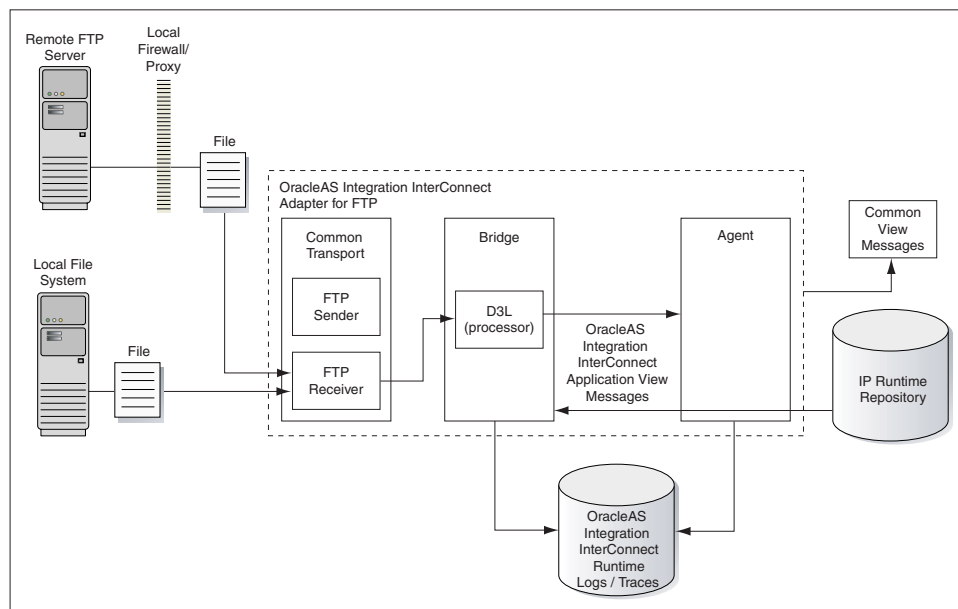 Remote FTP
Server
Local
Firewall/
Proxy
File
OracleAS Integration InterConnect
Adapter for FTP
Common
Transport
FTP
Sender
FTP
Receiver
Bridge
D3L
(processor)
OracleAS
Integration
InterConnect
Application View
Messages
Agent
Common
View
Messages
Local File
System
File
IP Runtime
Repository
OracleAS
Integration
InterConnect
Runtime
Logs / Traces